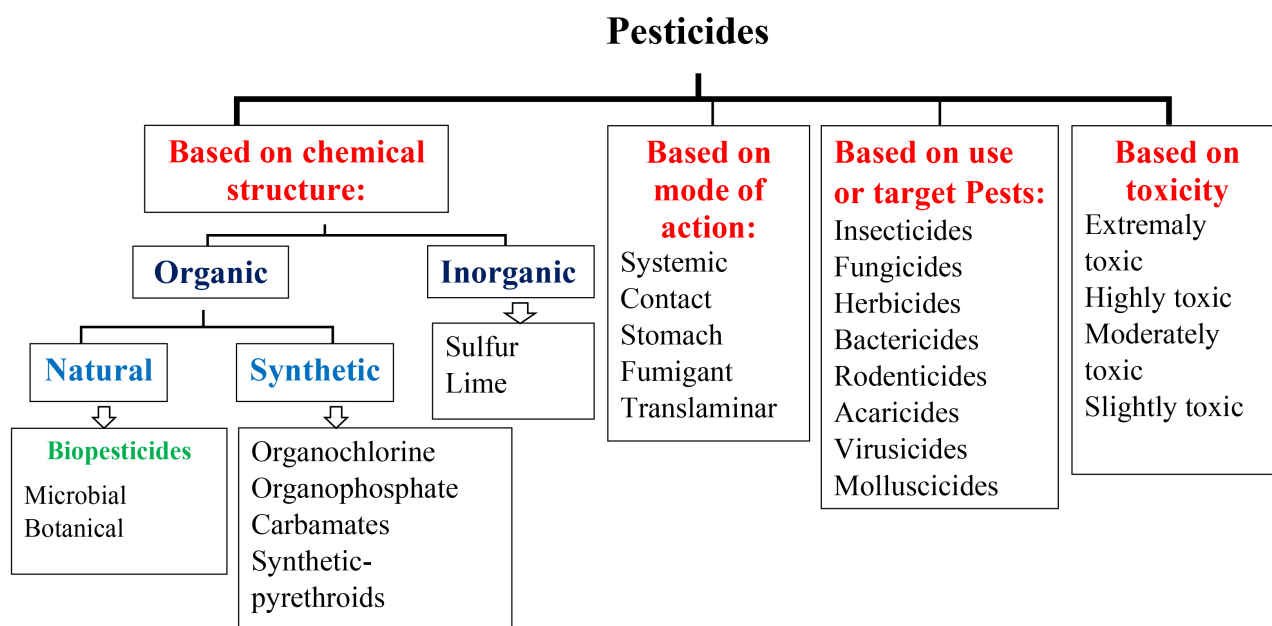 Pesticides
Based on chemical
structure:
Organic
Inorganic
Natural
Synthetic
Biopesticides
Microbial
Botanical
Organochlorine
Organophosphate
Carbamates
Synthetic-
pyrethroids
Sulfur
Lime
Based on
mode of
action:
Systemic
Contact
Stomach
Fumigant
Translaminar
Based on use
or target Pests:
Insecticides
Fungicides
Herbicides
Bactericides
Rodenticides
Acaricides
Virusicides
Molluscicides
Based on
toxicity
Extremaly
toxic
Highly toxic
Moderately
toxic
Slightly toxic